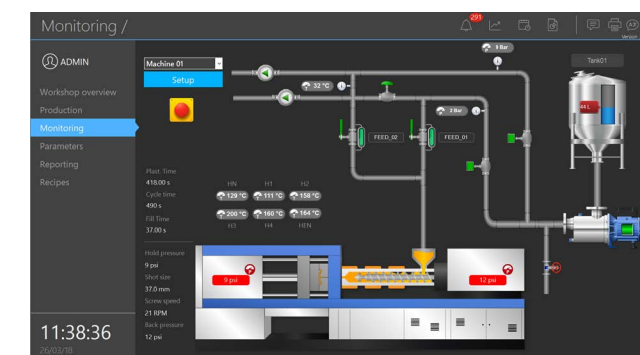 Monitoring /
291
Version
ADMIN
Machine 01
Setup
Workshop overview
Production
Monitoring
Parameters
Reporting
Recipes
8 Bar
32 °C
2 Bar
FEED_02
FEED_01
Tank01
44 L
Plast. Time
418.00 s
Cycle time
490 s
Fill Time
37.00 s
HN H1 H2
129 °C 111 °C 158 °C
200 °C 160 °C 164 °C
H3 H4 HEN
Hold pressure
9 psi
Shot size
37.0 mm
Screw speed
21 RPM
Back pressure
12 psi
9 psi
12 psi
11:38:36
26/03/18